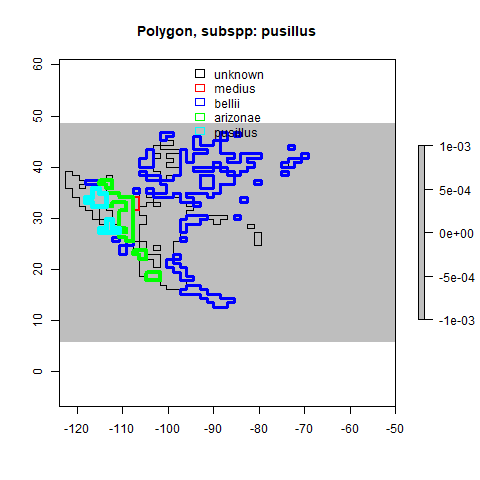 Polygon, subspp: pusillus
unknown
medius
bellii
arizonae
pusillus
60
50
40
30
20
10
0
-120
-110
-100
-90
-80
-70
-60
-50
1e-03
5e-04
0e+00
-5e-04
-1e-03